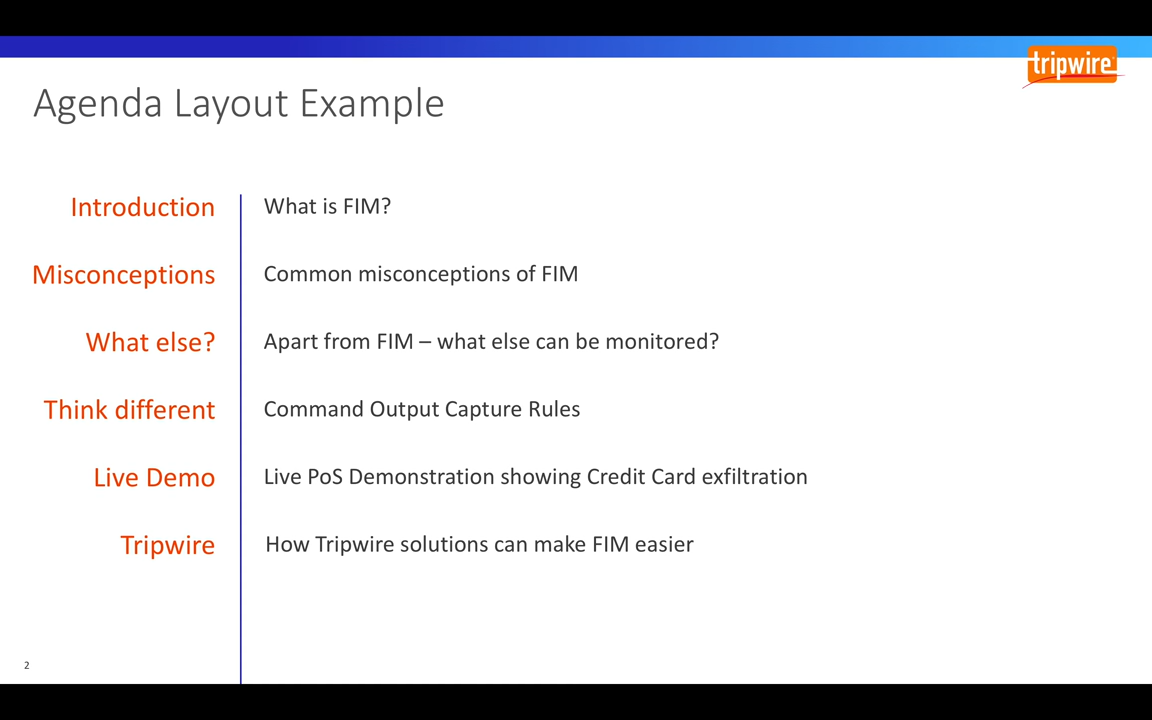 tripwire
Agenda Layout Example
Introduction What is FIM?
Misconceptions Common misconceptions of FIM
What else? Apart from FIM – what else can be monitored?
Think different Command Output Capture Rules
Live Demo Live PoS Demonstration showing Credit Card exfiltration
Tripwire How Tripwire solutions can make FIM easier
2